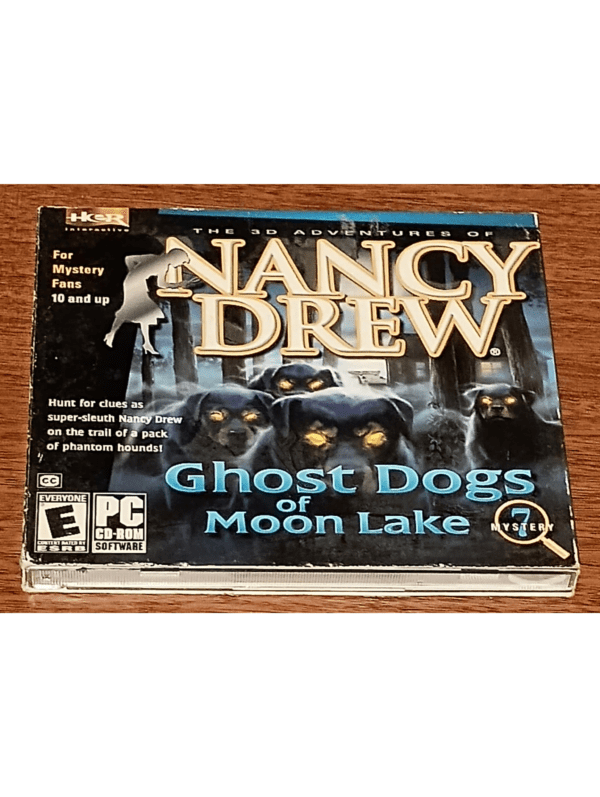 HER
Interactive
THE 3D ADVENTURES OF
NANCY
DREW®
For
Mystery
Fans
10 and up
Hunt for clues as
super-sleuth Nancy Drew
on the trail of a pack
of phantom hounds!
Ghost Dogs
of
Moon Lake
MYSTERY
7
CC
EVERYONE
E
CONTENT RATED BY
ESRB
PC
CD-ROM
SOFTWARE